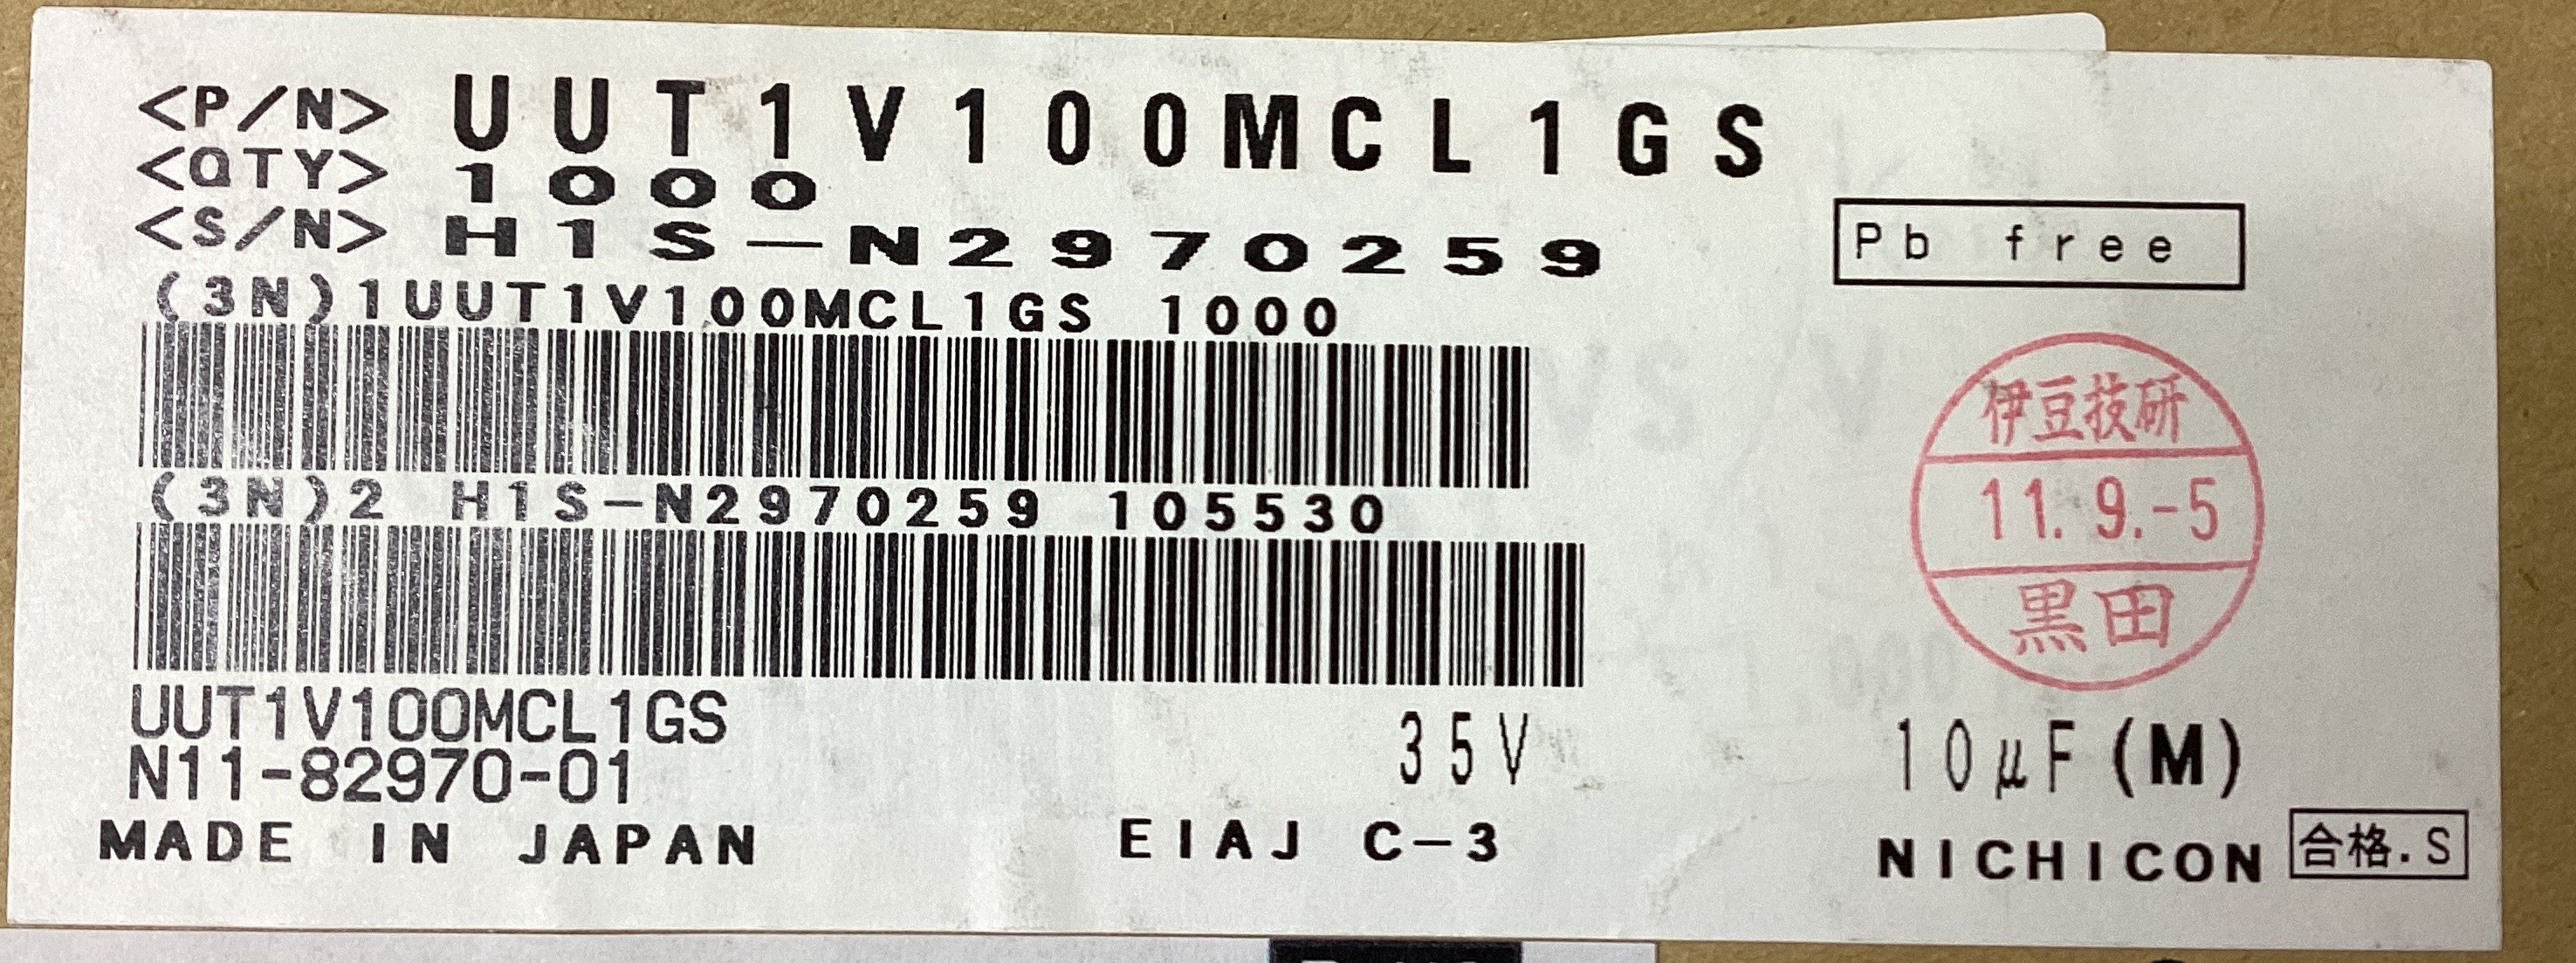 <P/N> UUT1V100MCL1GS
<QTY> 1000
<S/N> H1S-N2970259
Pb free
(3N)1UUT1V100MCL1GS 1000
(3N)2 H1S-N2970259 105530
伊豆技研
11.9.-5
黒田
UUT1V100MCL1GS
N11-82970-01
35V
10μF(M)
MADE IN JAPAN
EIAJ C-3
NICHICON
合格.S